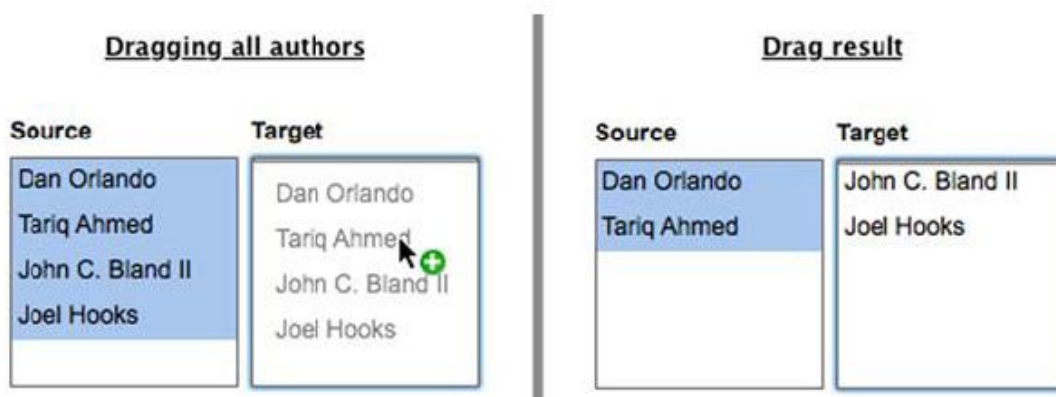 Dragging all authors
Source
Dan Orlando
Tariq Ahmed
John C. Bland II
Joel Hooks
Target
Dan Orlando
Tariq Ahmed
John C. Bland II
Joel Hooks
Drag result
Source
Dan Orlando
Tariq Ahmed
Target
John C. Bland II
Joel Hooks